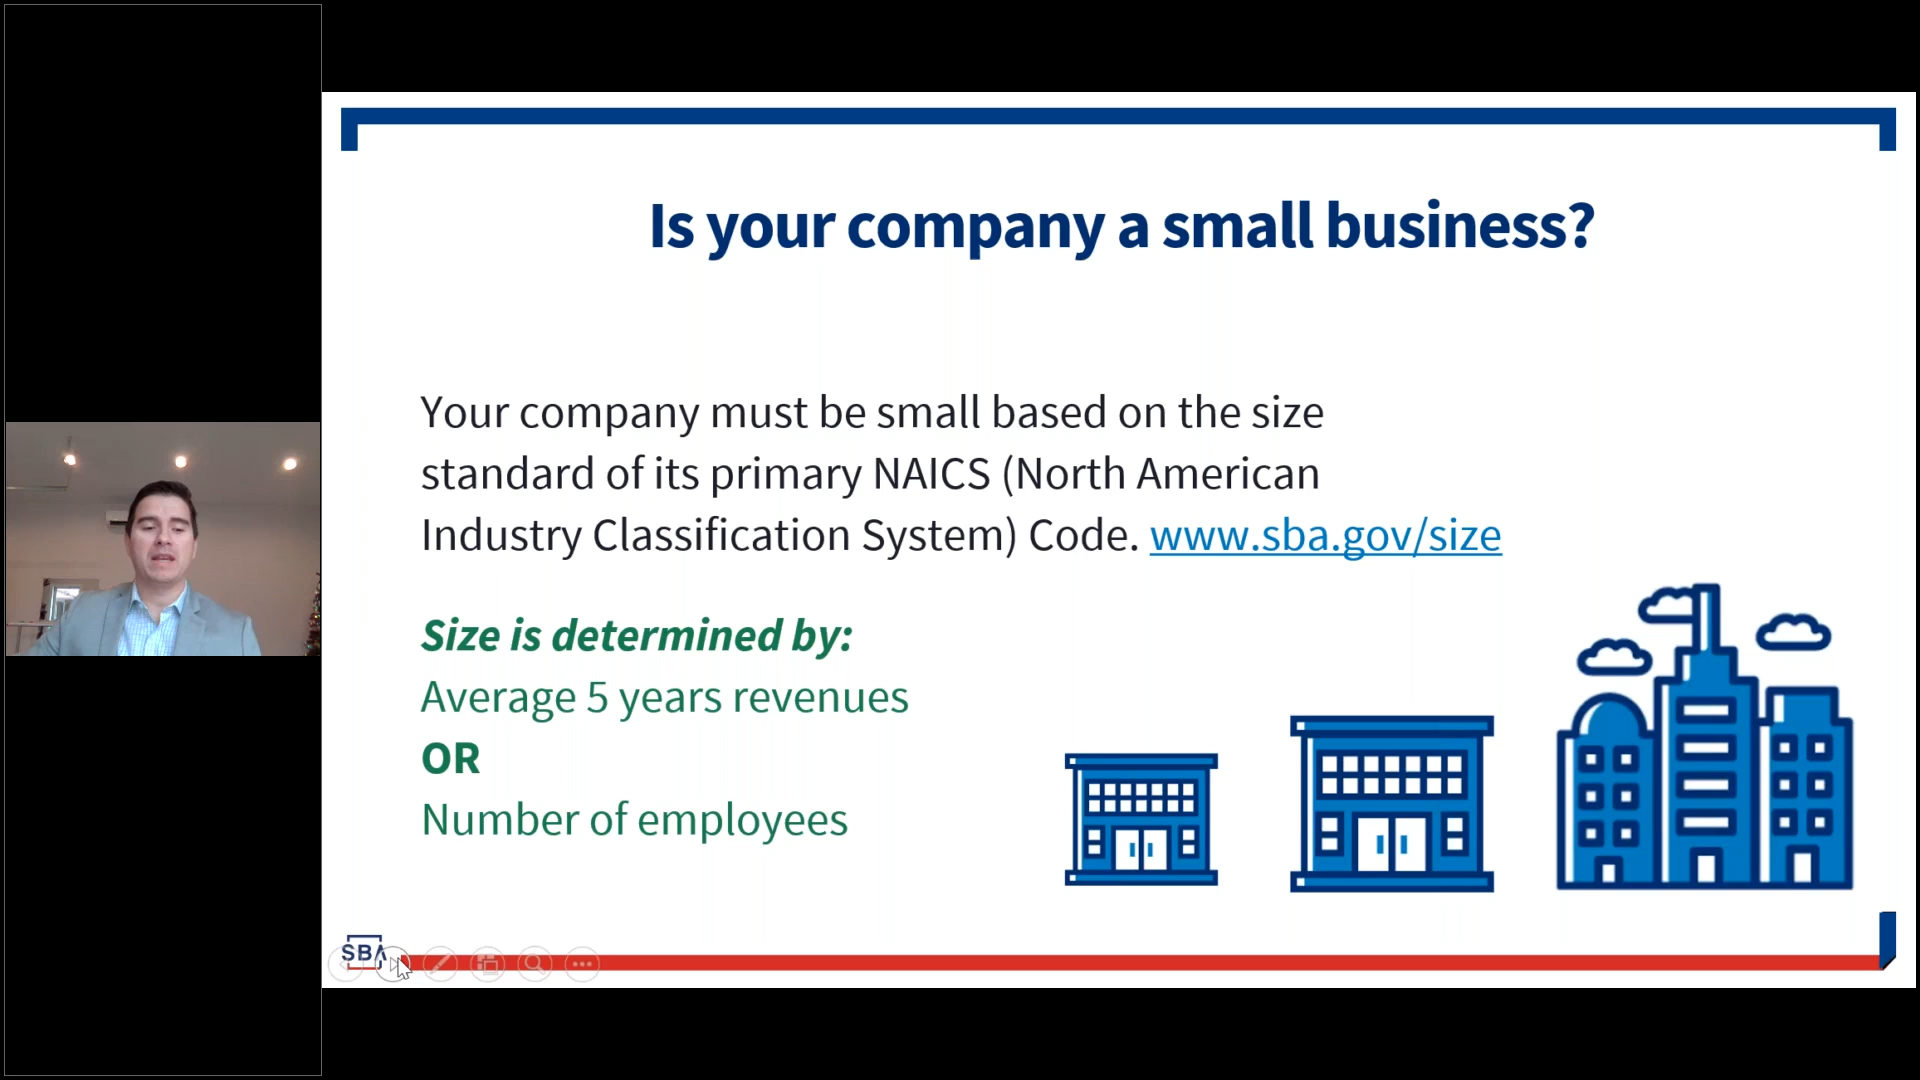 Is your company a small business?
Your company must be small based on the size
standard of its primary NAICS (North American
Industry Classification System) Code. www.sba.gov/size
Size is determined by:
Average 5 years revenues
OR
Number of employees
SBA